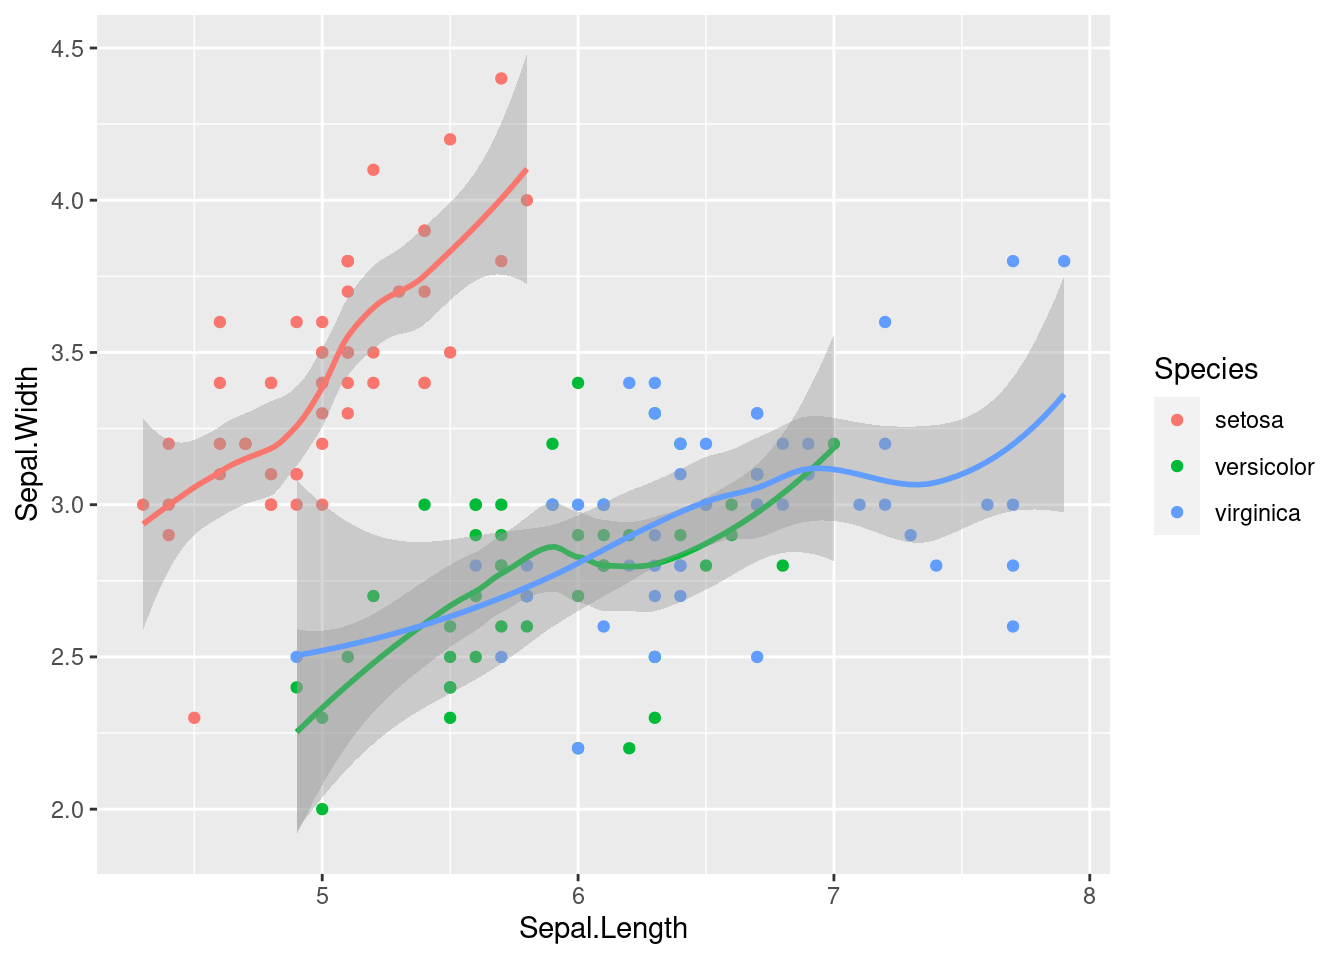 4.5
4.0
3.5
3.0
2.5
2.0
Sepal.Width
5 6 7 8
Sepal.Length
Species
setosa
versicolor
virginica